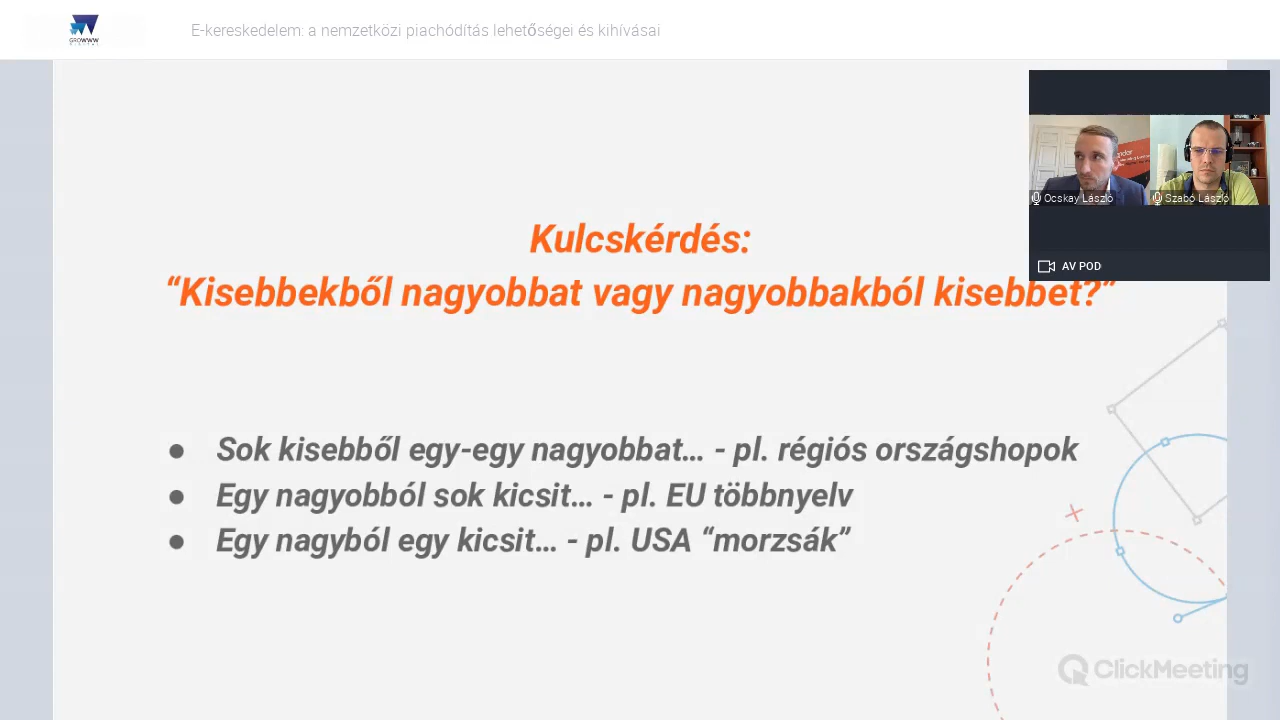 GROWWW
DIGITAL
E-kereskedelem: a nemzetközi piachódítás lehetőségei és kihívásai
Ocskay László
Szabó László
AV POD
Kulcskérdés:
“Kisebbekből nagyobbat vagy nagyobbakból kisebbet?”
● Sok kisebből egy-egy nagyobbat... - pl. régiós országshopok
● Egy nagyobból sok kicsit... - pl. EU többnyelv
● Egy nagyból egy kicsit... - pl. USA “morzsák”
ClickMeeting